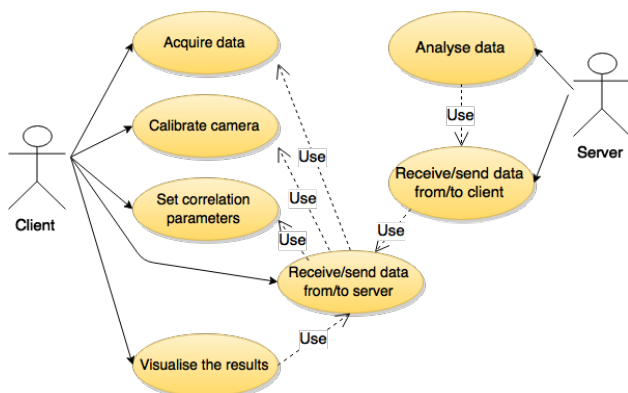 Acquire data
Analyse data
Calibrate camera
Use
Server
Use
Receive/send data
from/to client
Client
Set correlation
parameters
Use
Use
Use
Receive/send data
from/to server
Use
Visualise the results